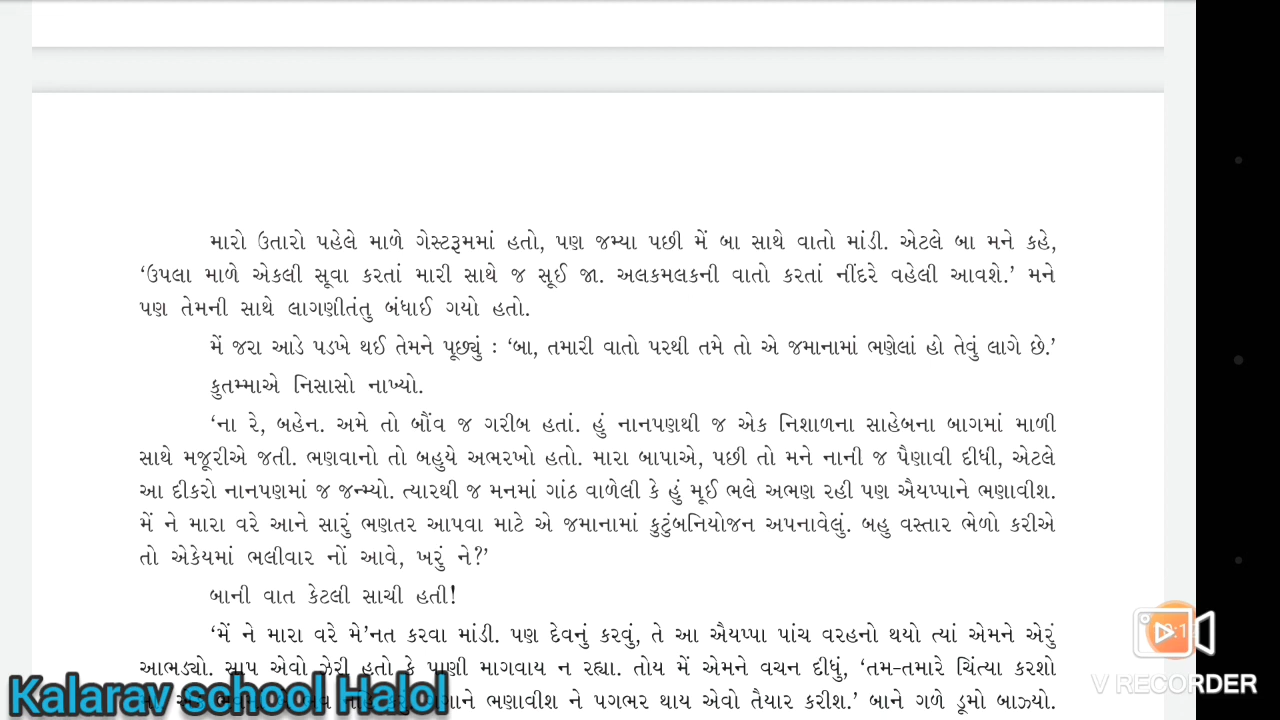 મારો ઉતારો પહેલે માળે ગેસ્ટરૂમમાં હતો, પણ જમ્યા પછી મેં બા સાથે વાતો માંડી. એટલે બા મને કહે,
‘ઉપલા માળે એકલી સૂવા કરતાં મારી સાથે જ સૂઈ જા. અલકમલકની વાતો કરતાં નીંદરે વહેલી આવશે.’ મને
પણ તેમની સાથે લાગણીતંતુ બંધાઈ ગયો હતો.
મેં જરા આડે પડખે થઈ તેમને પૂછ્યું : ‘બા, તમારી વાતો પરથી તમે તો એ જમાનામાં ભણેલાં હો તેવું લાગે છે.’
કુતમ્માએ નિસાસો નાખ્યો.
‘ના રે, બહેન. અમે તો બૌંવ જ ગરીબ હતાં. હું નાનપણથી જ એક નિશાળના સાહેબના બાગમાં માળી
સાથે મજૂરીએ જતી. ભણવાનો તો બહુયે અભરખો હતો. મારા બાપાએ, પછી તો મને નાની જ પૈણાવી દીધી, એટલે
આ દીકરો નાનપણમાં જ જન્મ્યો. ત્યારથી જ મનમાં ગાંઠ વાળેલી કે હું મૂઈ ભલે અભણ રહી પણ ઐયપ્પાને ભણાવીશ.
મેં ને મારા વરે આને સારું ભણતર આપવા માટે એ જમાનામાં કુટુંબનિયોજન અપનાવેલું. બહુ વસ્તાર ભેળો કરીએ
તો એકેયમાં ભલીવાર નોં આવે, ખરું ને?’
બાની વાત કેટલી સાચી હતી!
‘મેં ને મારા વરે મે’નત કરવા માંડી. પણ દેવનું કરવું, તે આ ઐયપ્પા પાંચ વરહનો થયો ત્યાં એમને એરું
આભડ્યો. સાપ એવો ઝેરી હતો કે પાણી માગવાય ન રહ્યા. તોય મેં એમને વચન દીધું, ‘તમ-તમારે ચિંત્યા કરશો
ભણાવીશ ને પગભર થાય એવો તૈયાર કરીશ.’ બાને ગળે ડૂમો બાઝ્યો.
Kalarav school Halol
V RECORDER